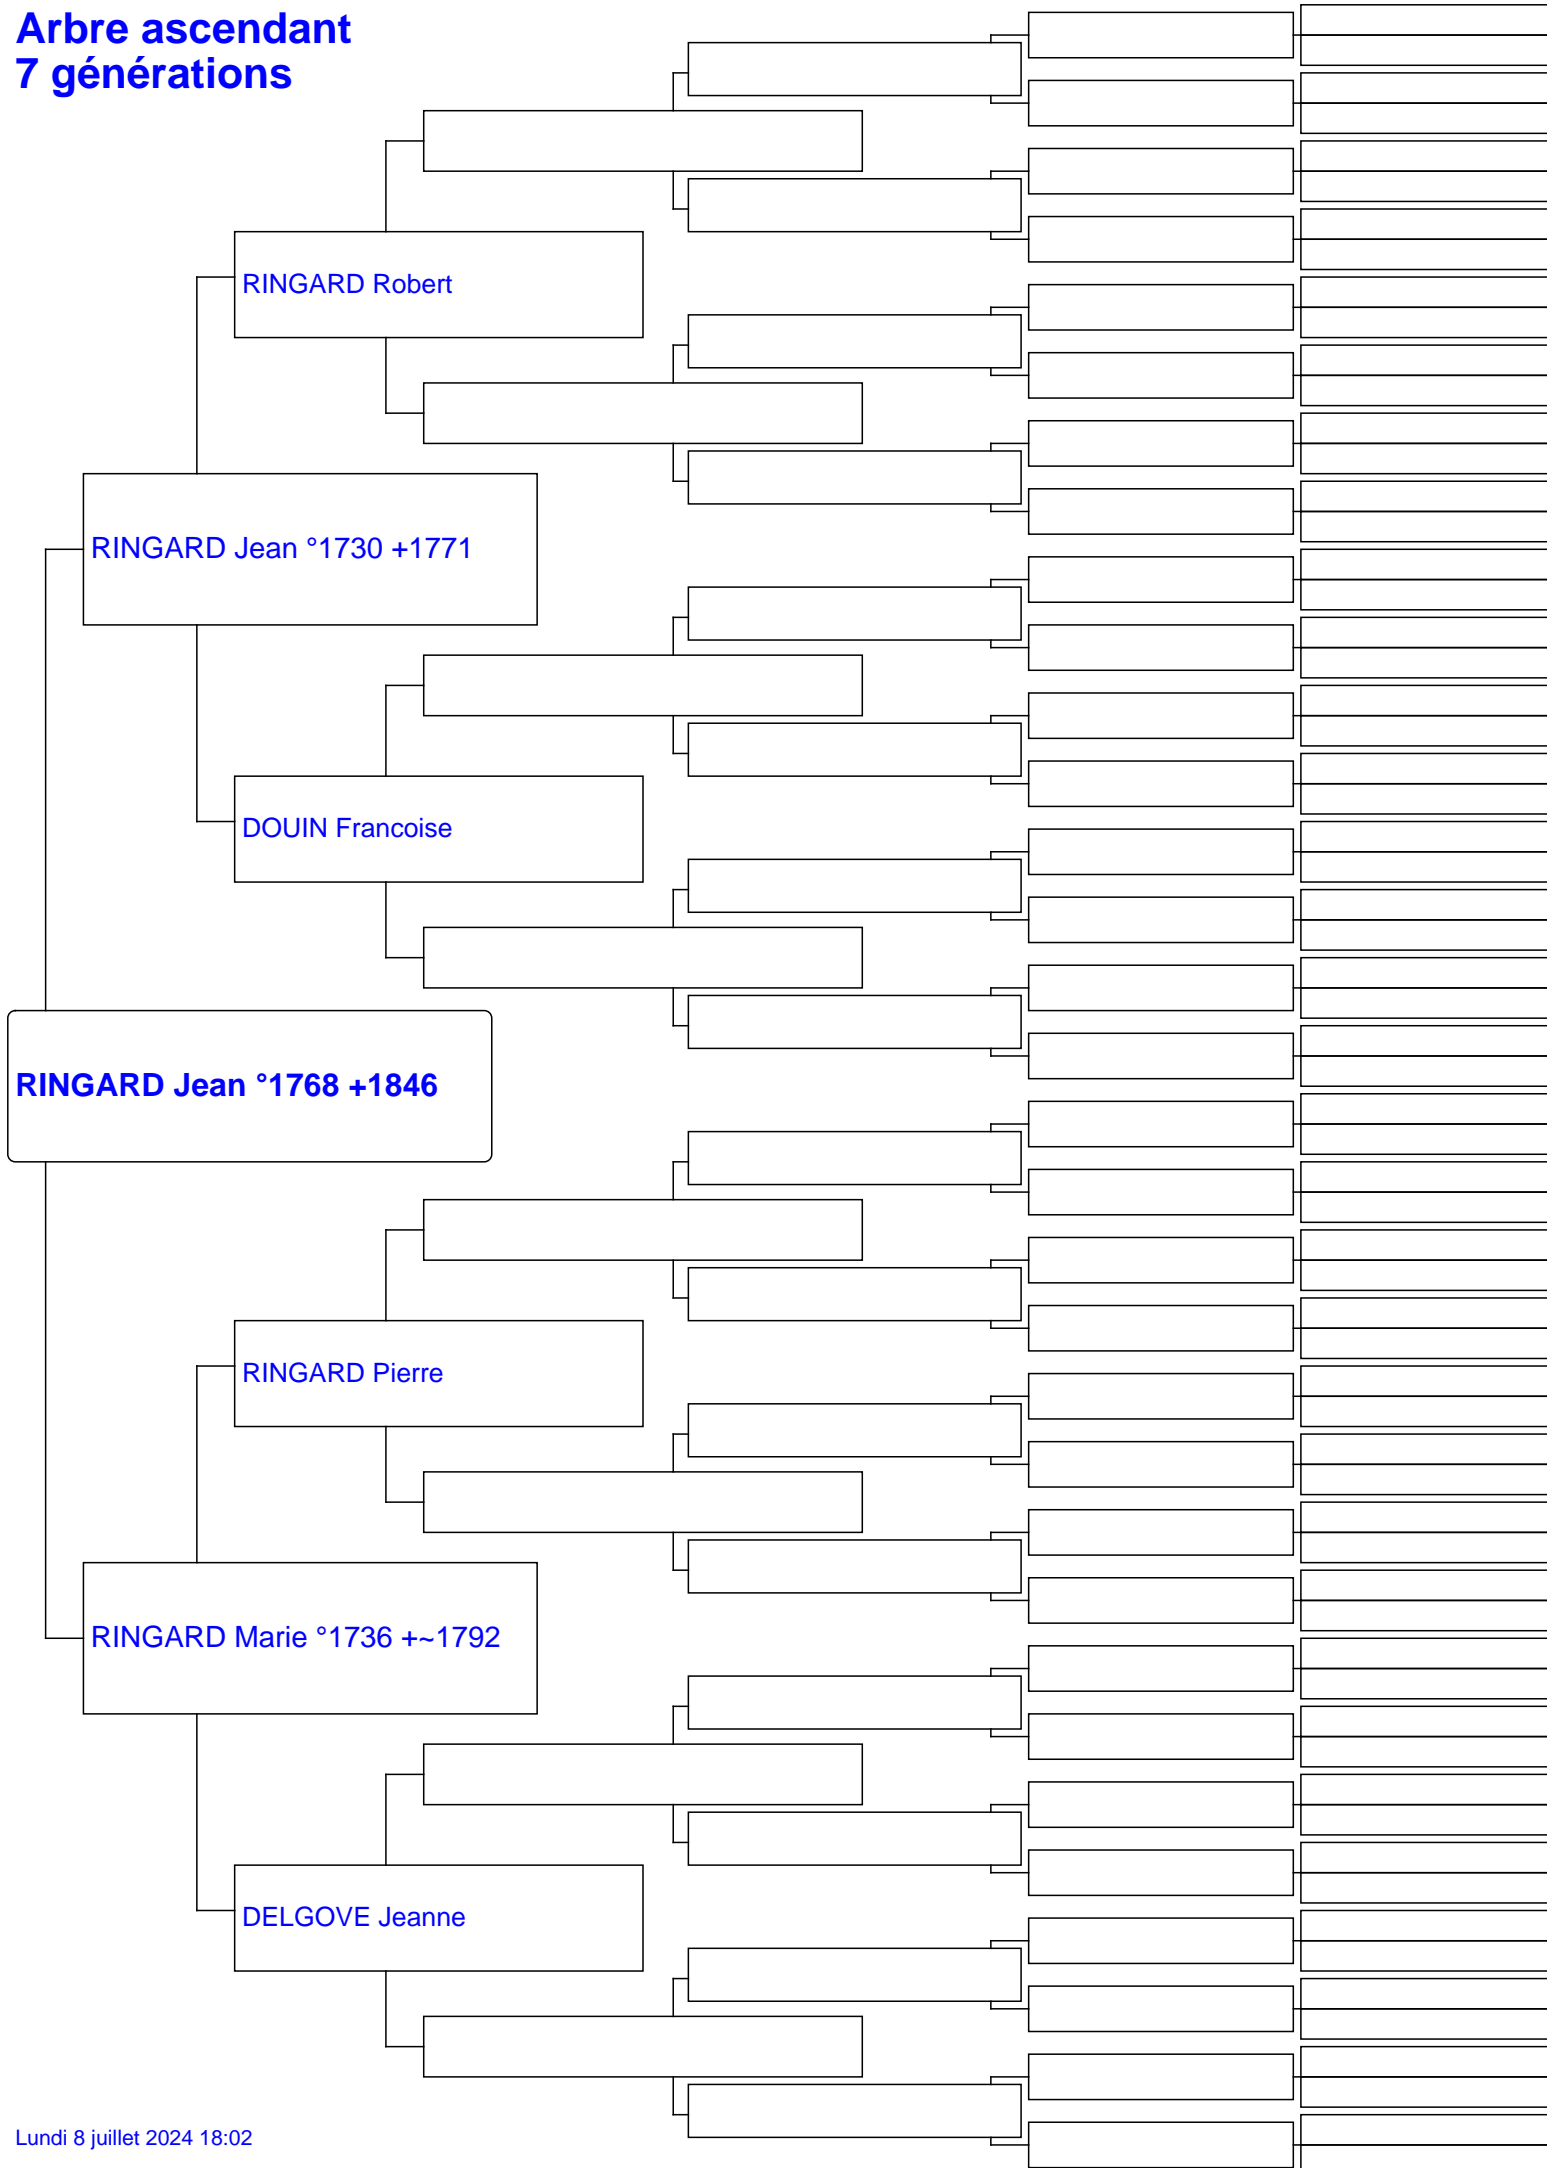 Arbre ascendant
7 générations
RINGARD Robert
RINGARD Jean °1730 +1771
DOUIN Francoise
RINGARD Jean °1768 +1846
RINGARD Pierre
RINGARD Marie °1736 +~1792
DELGOVE Jeanne
Lundi 8 juillet 2024 18:02